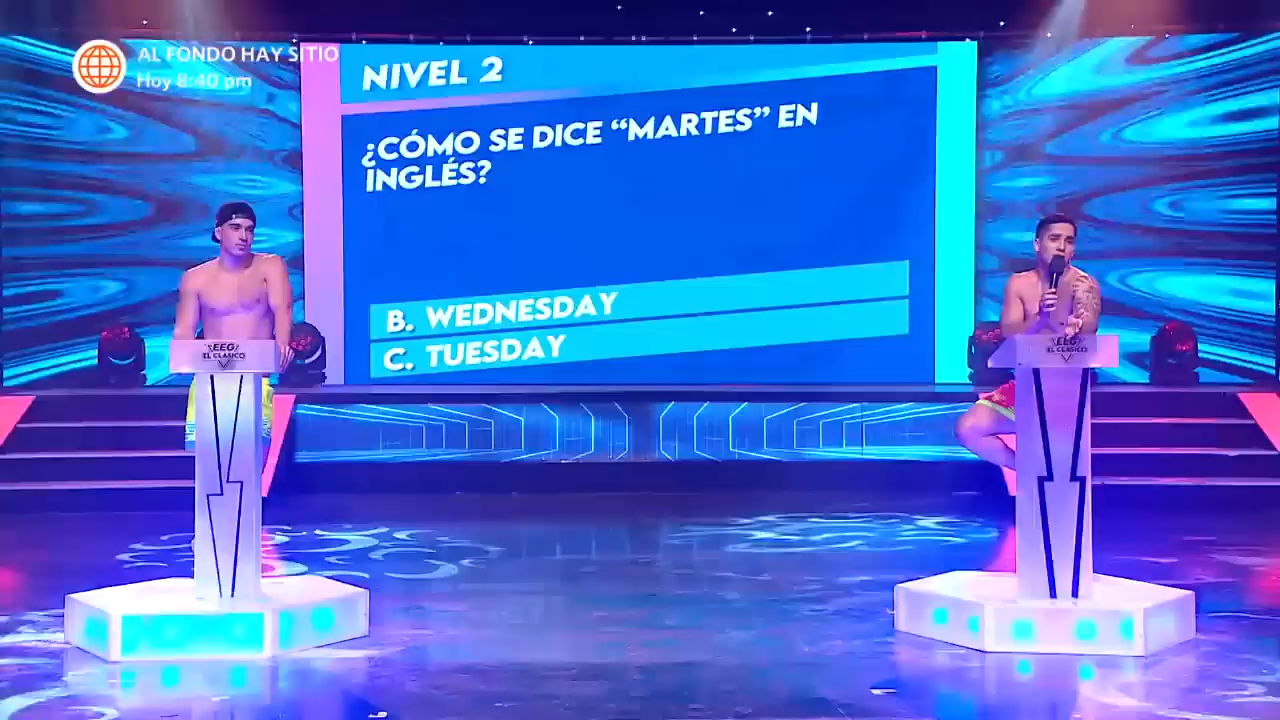 AL FONDO HAY SITIO
Hoy 8:40 pm
NIVEL 2
¿CÓMO SE DICE “MARTES” EN
INGLÉS?
B. WEDNESDAY
C. TUESDAY
EEG
EL CLÁSICO
EEG
EL CLÁSICO